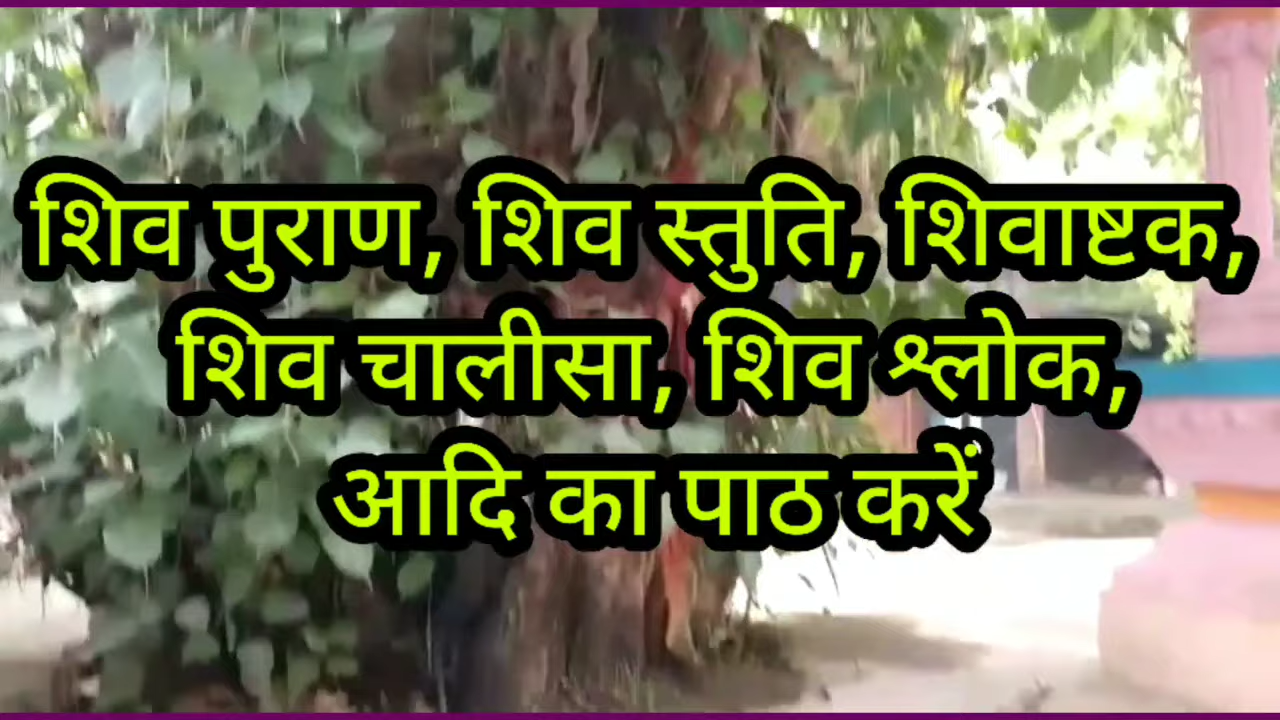 शिव पुराण, शिव स्तुति, शिवाष्टक,
शिव चालीसा, शिव श्लोक,
आदि का पाठ करें